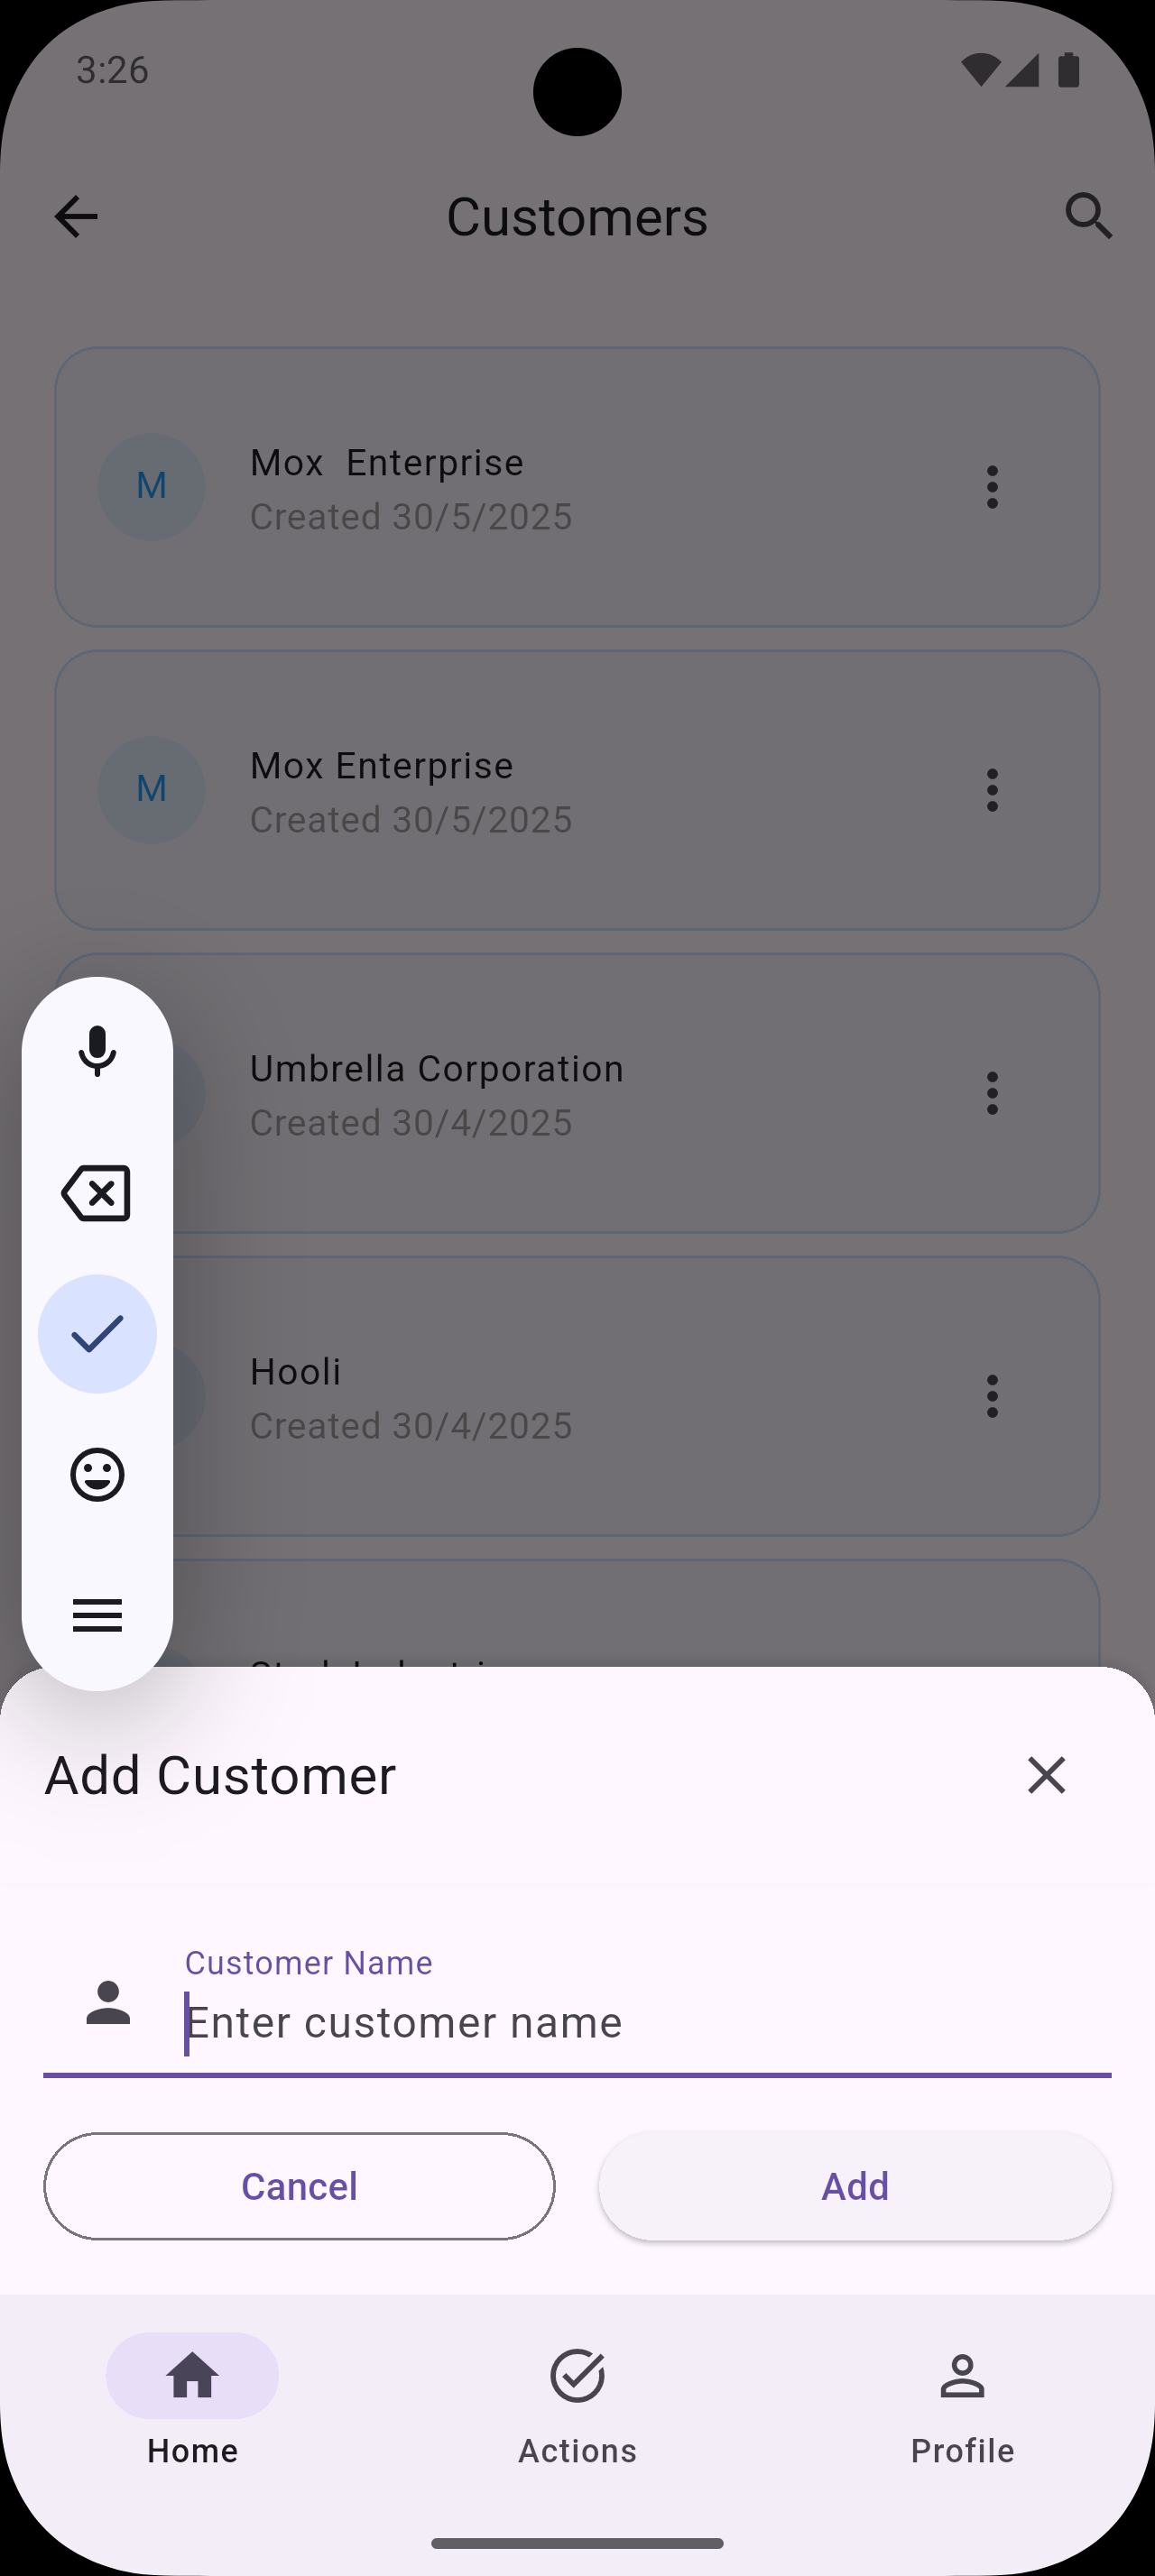 3:26
Customers
M
Mox  Enterprise
Created 30/5/2025
M
Mox Enterprise
Created 30/5/2025
Umbrella Corporation
Created 30/4/2025
Hooli
Created 30/4/2025
Add Customer
Customer Name
Enter customer name
Cancel
Add
Home
Actions
Profile